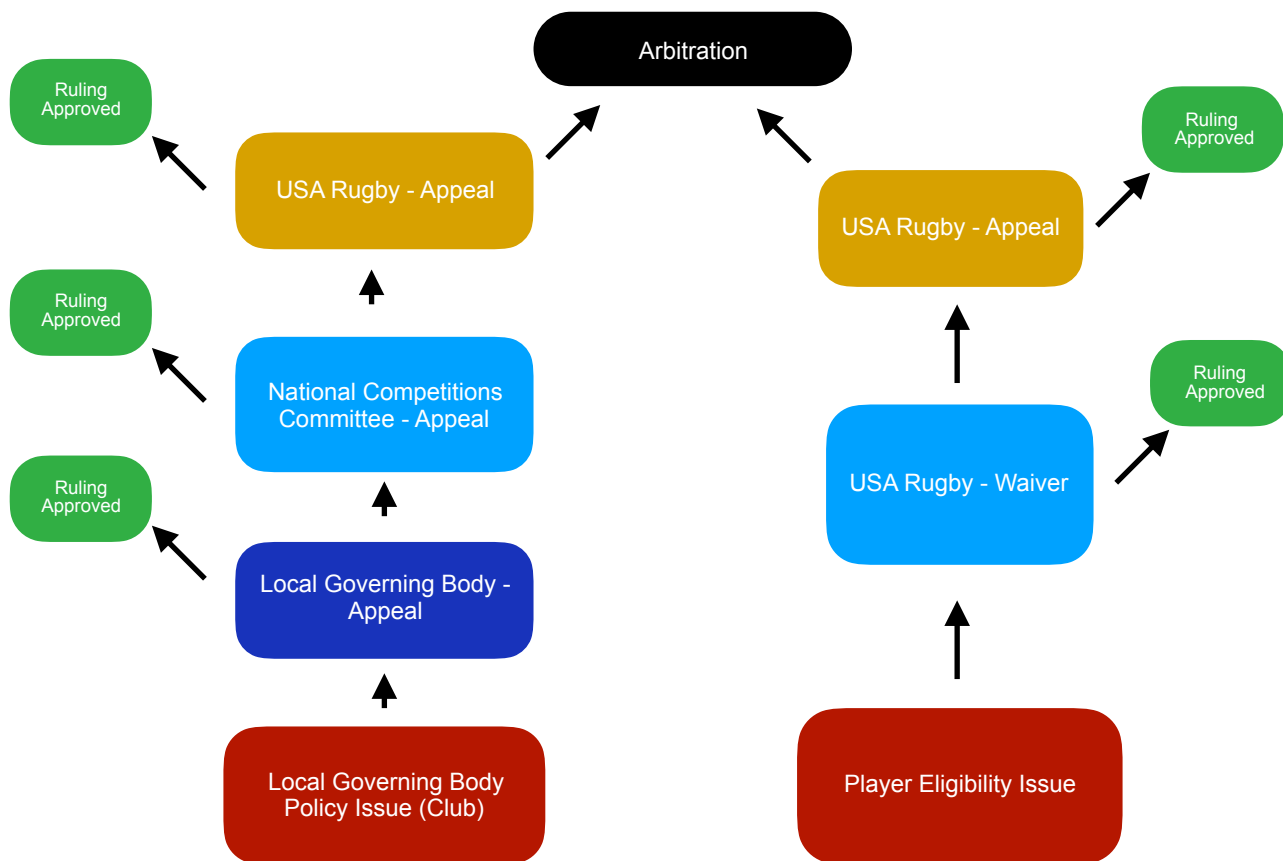 Arbitration
Ruling
Approved
USA Rugby - Appeal
Ruling
Approved
USA Rugby - Appeal
Ruling
Approved
National Competitions
Committee - Appeal
Ruling
Approved
USA Rugby - Waiver
Ruling
Approved
Local Governing Body -
Appeal
Local Governing Body
Policy Issue (Club)
Player Eligibility Issue